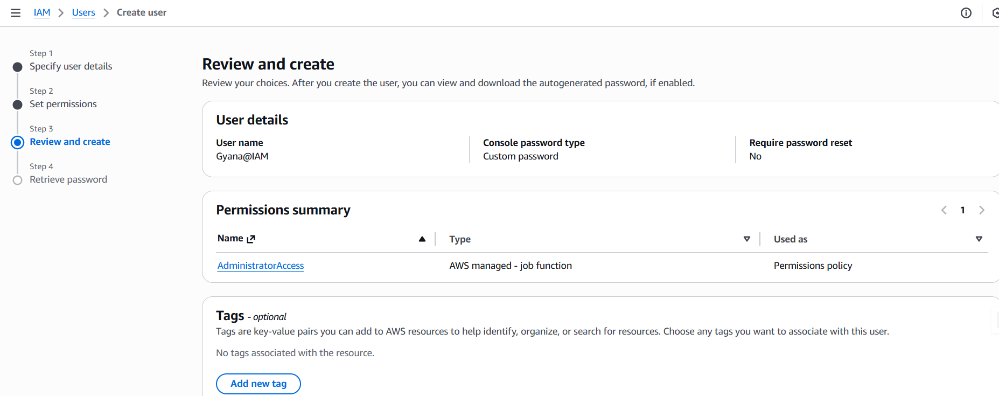 IAM > Users > Create user
Step 1
Specify user details
Step 2
Set permissions
Step 3
Review and create
Step 4
Retrieve password
Review and create
Review your choices. After you create the user, you can view and download the autogenerated password, if enabled.
User details
User name Console password type Require password reset
Gyana@IAM Custom password No
Permissions summary
1
Name Type Used as
AdministratorAccess AWS managed - job function Permissions policy
Tags - optional
Tags are key-value pairs you can add to AWS resources to help identify, organize, or search for resources. Choose any tags you want to associate with this user.
No tags associated with the resource.
Add new tag